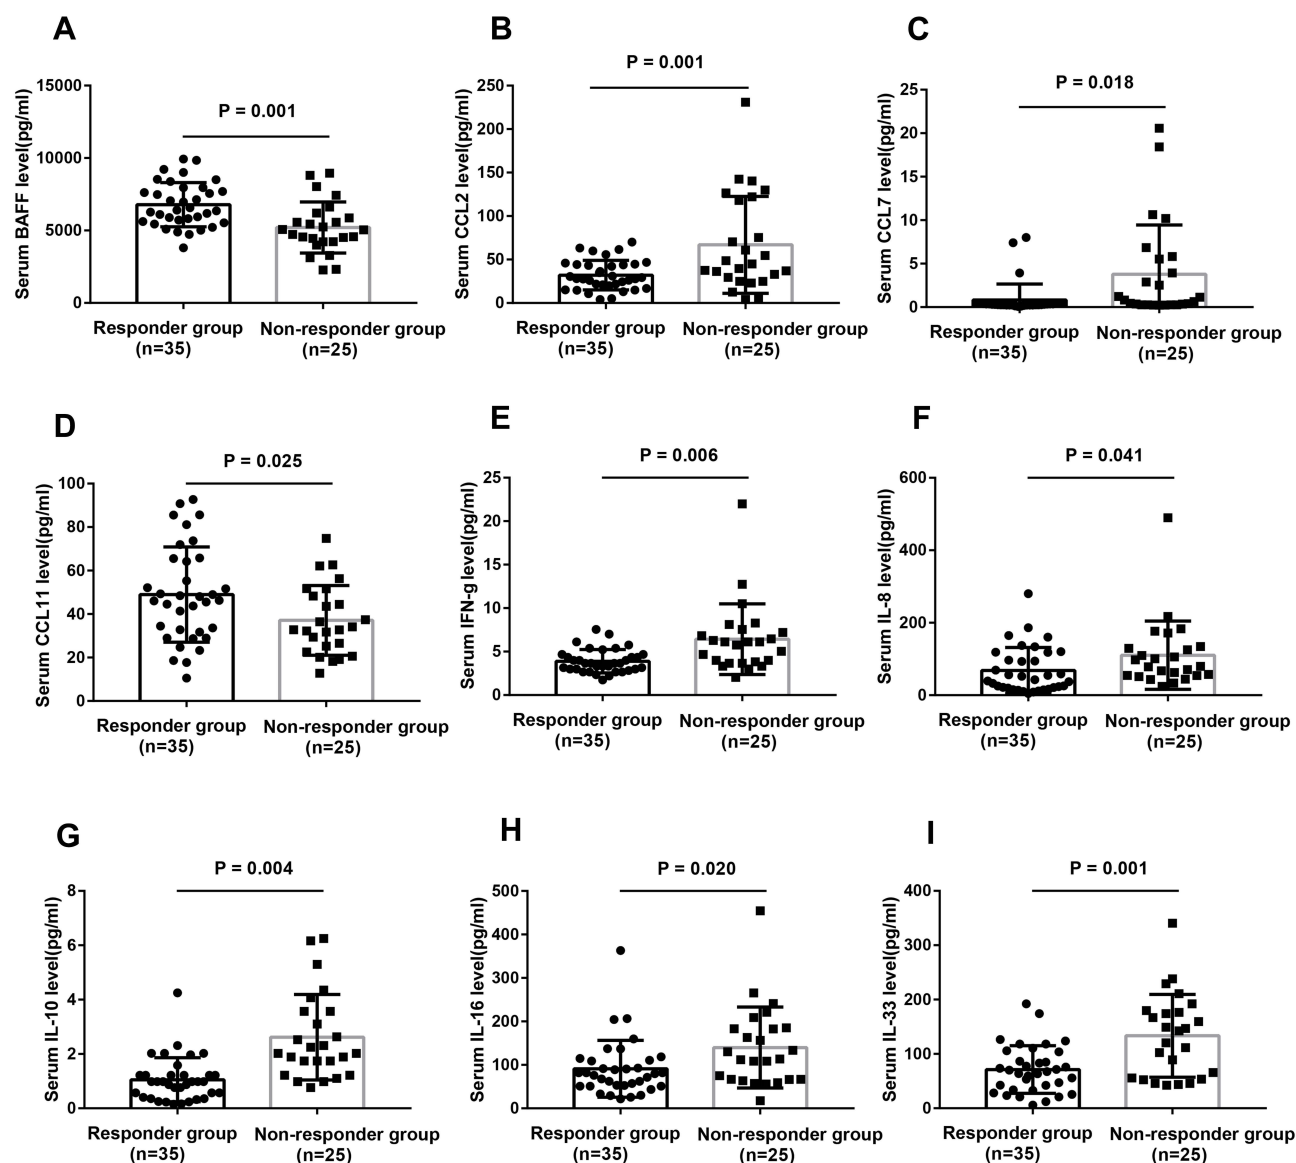 A
P = 0.001
Serum BAFF level(pg/ml)
15000
10000
5000
0
Responder group
(n=35)
Non-responder group
(n=25)
B
P = 0.001
Serum CCL2 level(pg/ml)
250
200
150
100
50
0
Responder group
(n=35)
Non-responder group
(n=25)
C
P = 0.018
Serum CCL7 level(pg/ml)
25
20
15
10
5
0
Responder group
(n=35)
Non-responder group
(n=25)
D
P = 0.025
Serum CCL11 level(pg/ml)
100
80
60
40
20
0
Responder group
(n=35)
Non-responder group
(n=25)
E
P = 0.006
Serum IFN-g level(pg/ml)
25
20
15
10
5
0
Responder group
(n=35)
Non-responder group
(n=25)
F
P = 0.041
Serum IL-8 level(pg/ml)
600
400
200
0
Responder group
(n=35)
Non-responder group
(n=25)
G
P = 0.004
Serum IL-10 level(pg/ml)
8
6
4
2
0
Responder group
(n=35)
Non-responder group
(n=25)
H
P = 0.020
Serum IL-16 level(pg/ml)
500
400
300
200
100
0
Responder group
(n=35)
Non-responder group
(n=25)
I
P = 0.001
Serum IL-33 level(pg/ml)
400
300
200
100
0
Responder group
(n=35)
Non-responder group
(n=25)